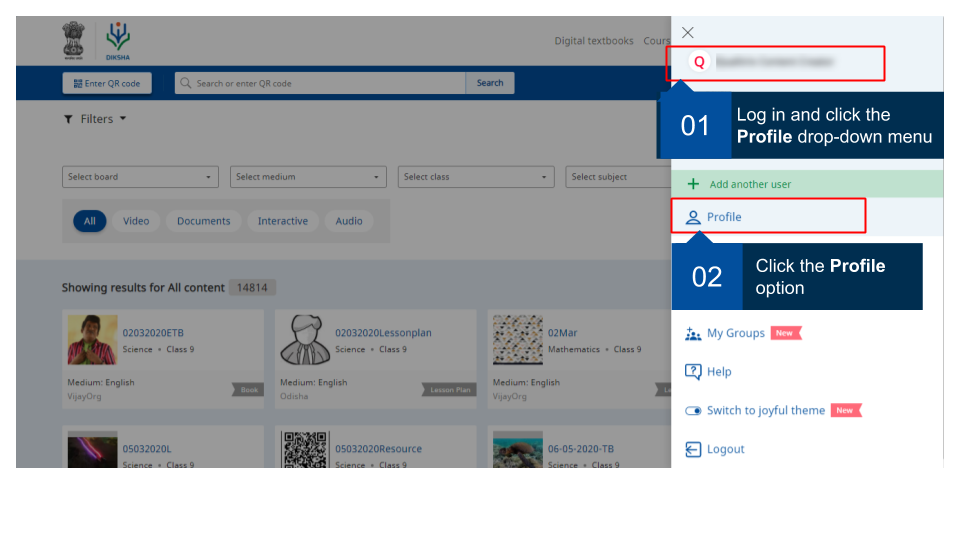 DIKSHA
Digital textbooks Cours
Enter QR code
Search or enter QR code
Search
Q
01
Log in and click the
Profile drop-down menu
Filters
Select board
Select medium
Select class
Select subject
Add another user
All
Video
Documents
Interactive
Audio
Profile
02
Click the Profile
option
Showing results for All content 14814
02032020ETB
Science • Class 9
Medium: English
VijayOrg
Book
02032020Lessonplan
Science • Class 9
Medium: English
Odisha
Lesson Plan
02Mar
Mathematics • Class 9
Medium: English
VijayOrg
My Groups New
Help
Switch to joyful theme New
Logout
05032020L
Science • Class 9
05032020Resource
Science • Class 9
06-05-2020-TB
Science • Class 9